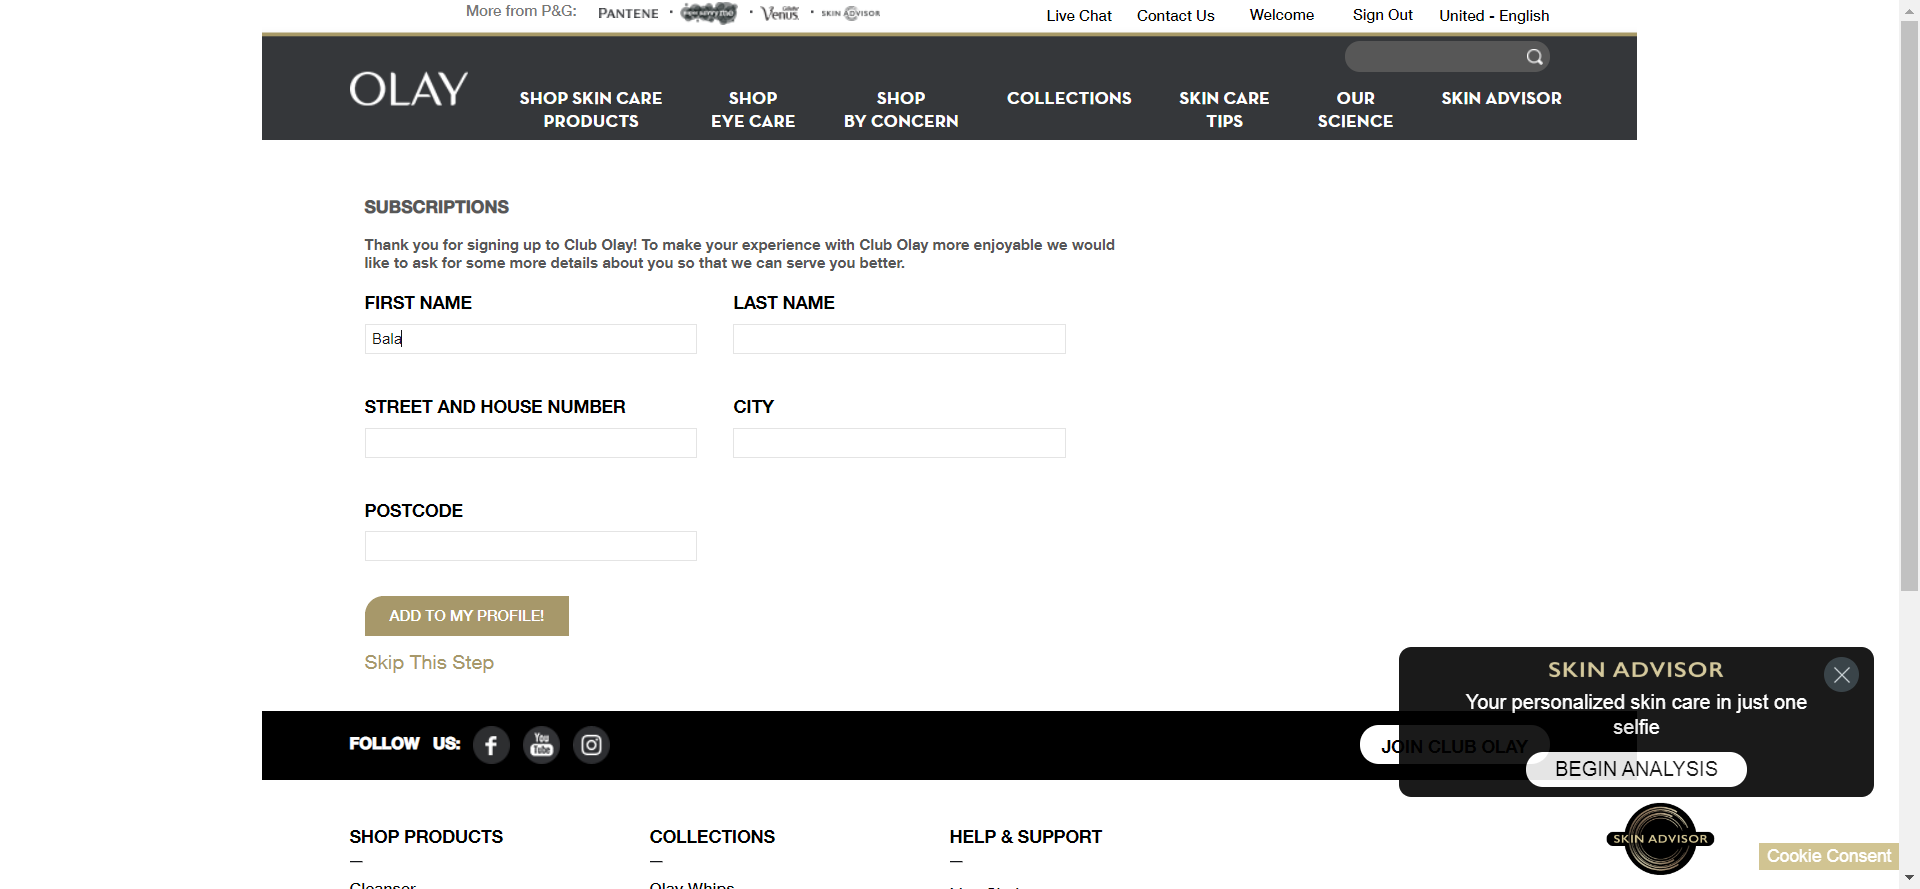 More from P&G: PANTENE · · Venus · SKIN ADVISOR Live Chat Contact Us Welcome Sign Out United - English
OLAY
SHOP SKIN CARE PRODUCTS
SHOP EYE CARE
SHOP BY CONCERN
COLLECTIONS
SKIN CARE TIPS
OUR SCIENCE
SKIN ADVISOR
SUBSCRIPTIONS
Thank you for signing up to Club Olay! To make your experience with Club Olay more enjoyable we would
like to ask for some more details about you so that we can serve you better.
FIRST NAME LAST NAME
Bala
STREET AND HOUSE NUMBER CITY
POSTCODE
ADD TO MY PROFILE!
Skip This Step
SKIN ADVISOR
Your personalized skin care in just one
selfie
BEGIN ANALYSIS
FOLLOW US: f You Tube JOIN CLUB OLAY
SHOP PRODUCTS COLLECTIONS HELP & SUPPORT
SKIN ADVISOR
Cookie Consent
Cleanser Olay Whips